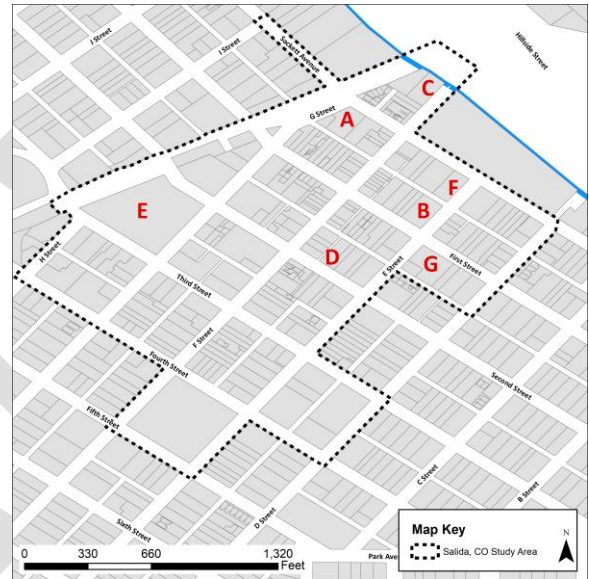 J Street
I Street
Sackett Avenue
Hillside Street
C
G Street
A
F
B
E
D
G
First Street
E Street
H Street
Third Street
F Street
Fourth Street
Second Street
Fifth Street
C Street
B Street
Sixth Street
D Street
Park Ave
Map Key
Salida, CO Study Area
N
0 330 660 1,320
Feet